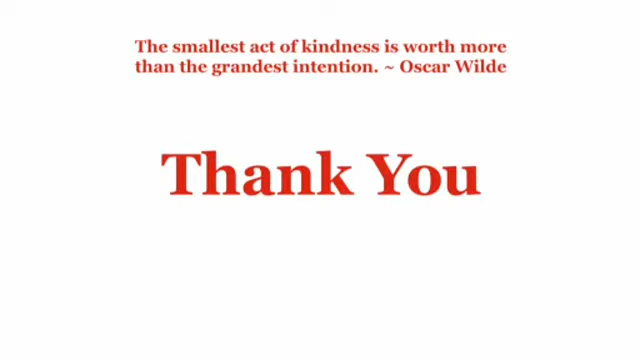 The smallest act of kindness is worth more
than the grandest intention. ~ Oscar Wilde
Thank You